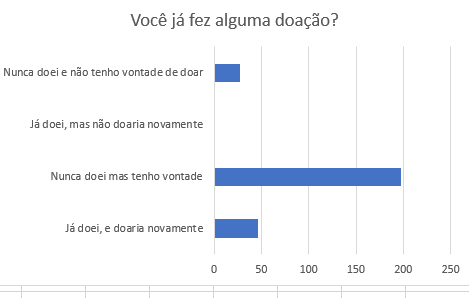 Você já fez alguma doação?
Nunca doei e não tenho vontade de doar
Já doei, mas não doaria novamente
Nunca doei mas tenho vontade
Já doei, e doaria novamente
0 50 100 150 200 250